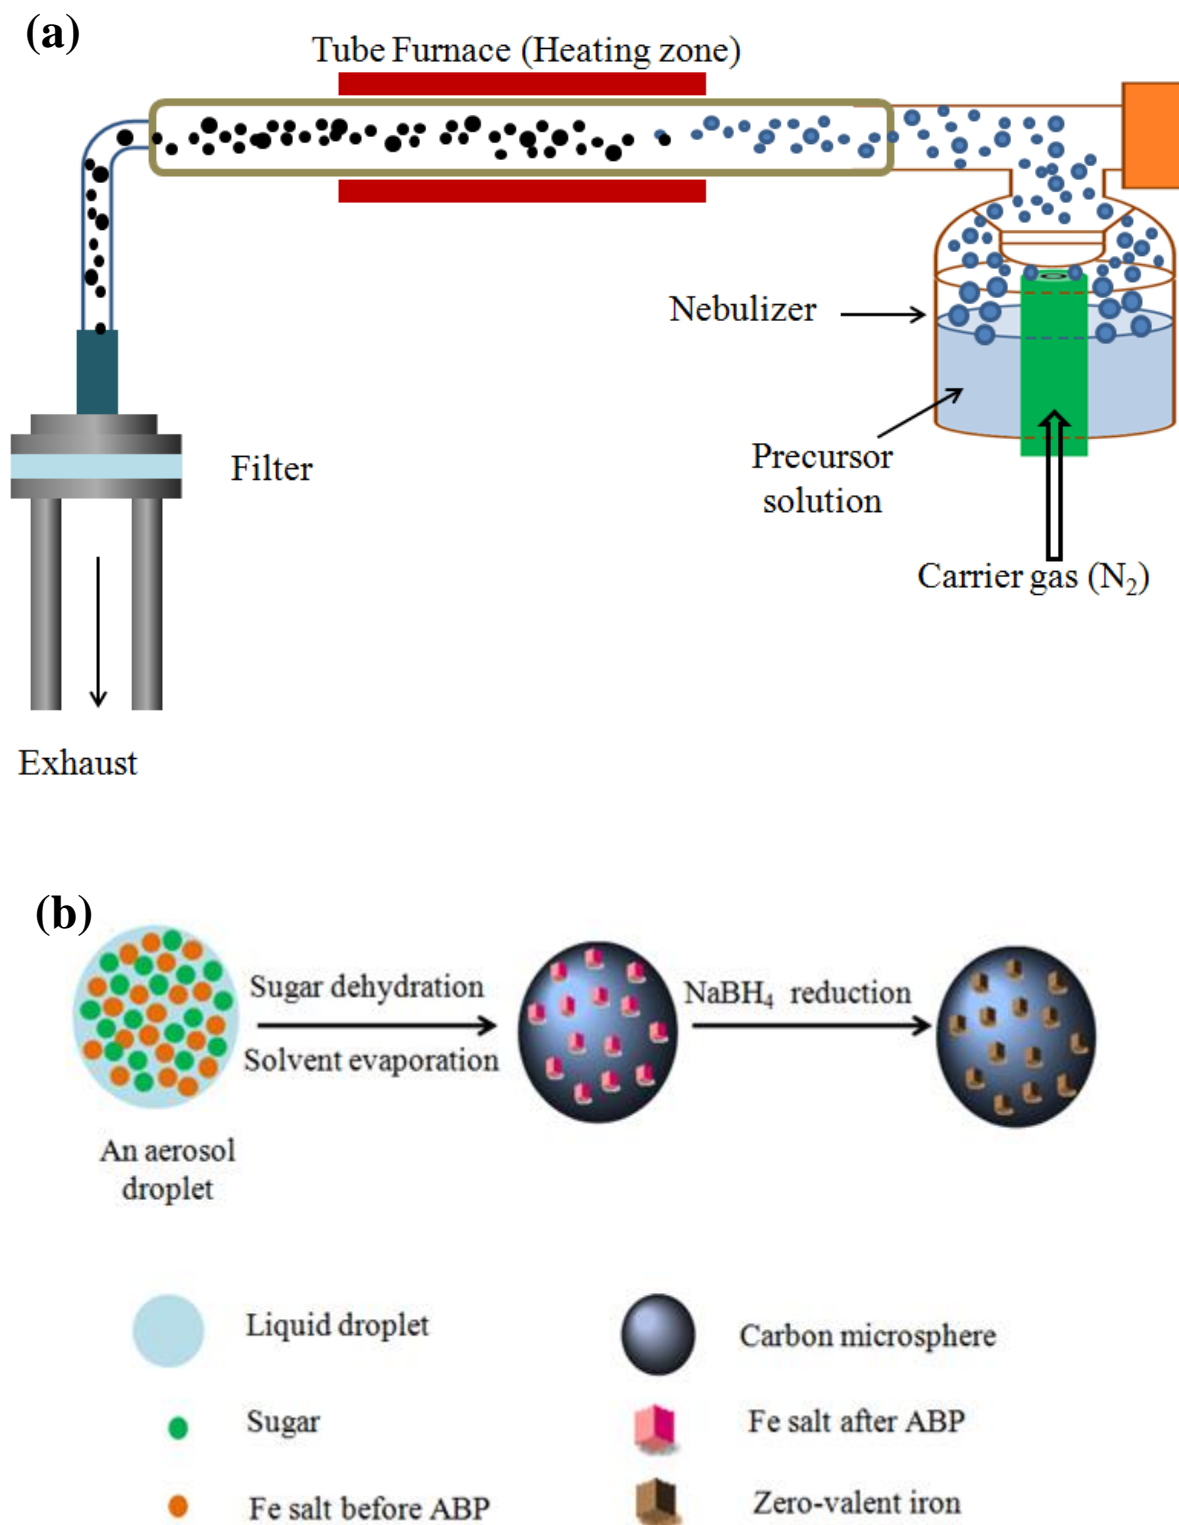 (a)
Tube Furnace (Heating zone)
Nebulizer
Precursor
solution
Filter
Carrier gas (N₂)
Exhaust
(b)
Sugar dehydration
Solvent evaporation
NaBH₄ reduction
An aerosol
droplet
Liquid droplet
Carbon microsphere
Sugar
Fe salt after ABP
Fe salt before ABP
Zero-valent iron